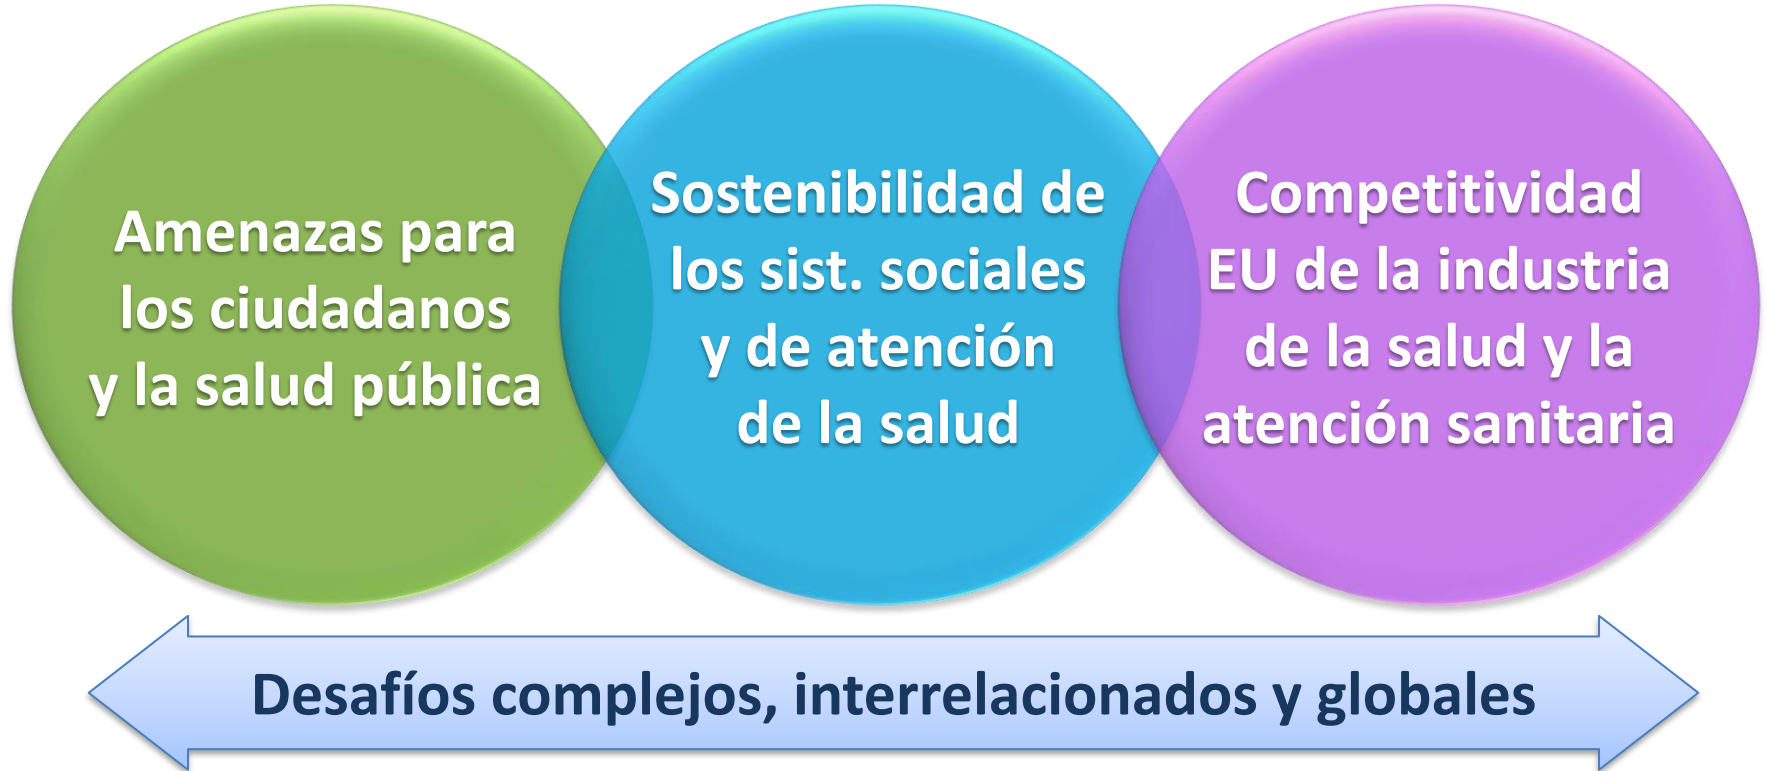 Amenazas para
los ciudadanos
y la salud pública
Sostenibilidad de
los sist. sociales
y de atención
de la salud
Competitividad
EU de la industria
de la salud y la
atención sanitaria
Desafíos complejos, interrelacionados y globales